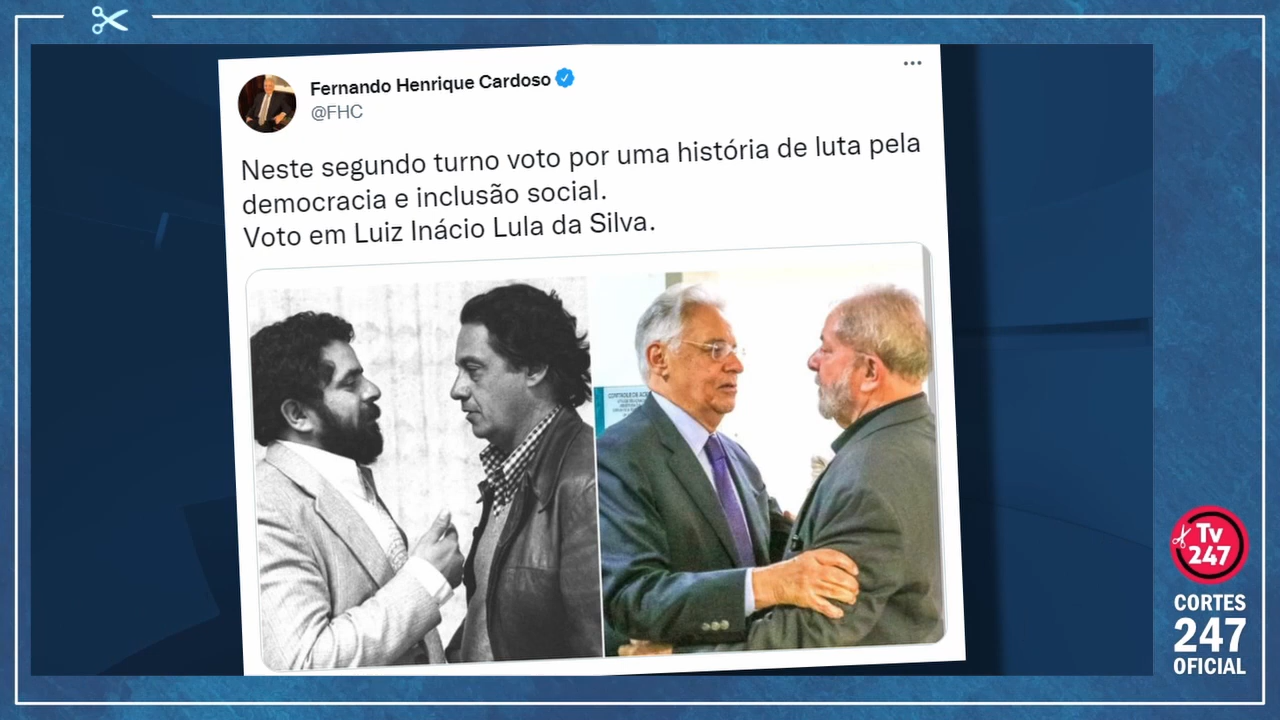 Fernando Henrique Cardoso
@FHC
Neste segundo turno voto por uma história de luta pela
democracia e inclusão social.
Voto em Luiz Inácio Lula da Silva.
Tv
247
CORTES
247
OFICIAL